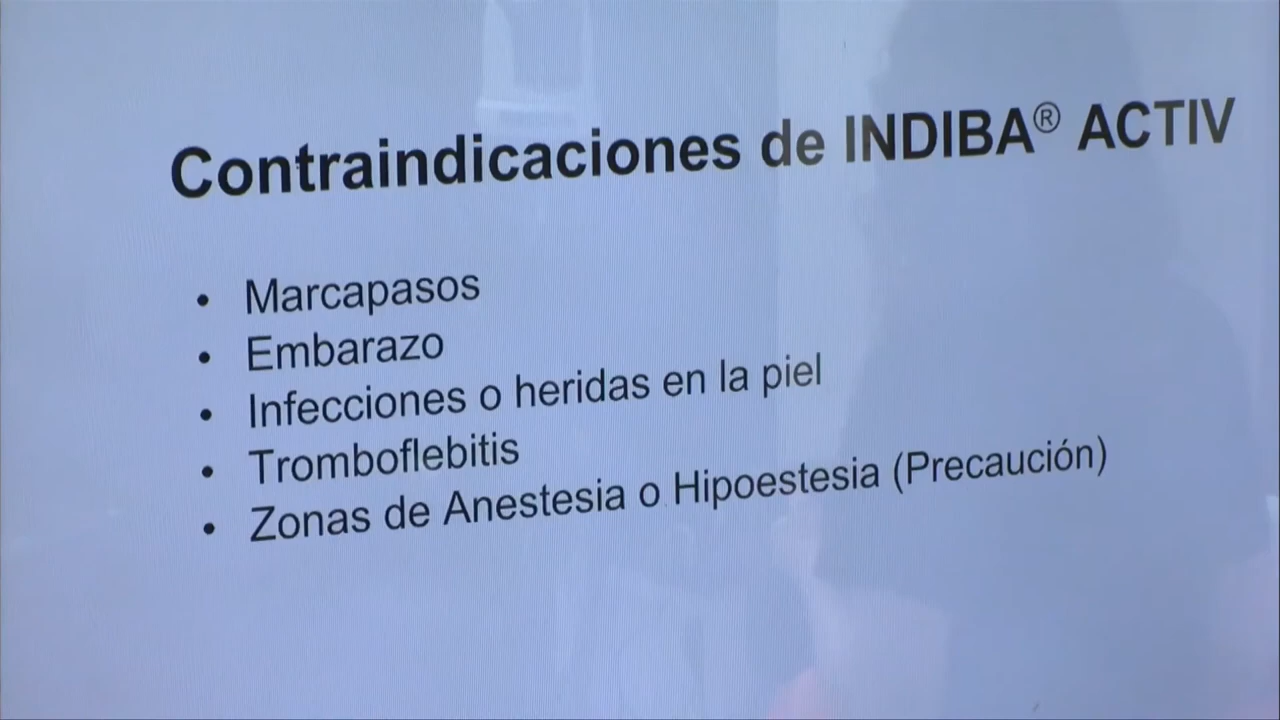 Contraindicaciones de INDIBA® ACTIV
• Marcapasos
• Embarazo
• Infecciones o heridas en la piel
• Tromboflebitis
• Zonas de Anestesia o Hipoestesia (Precaución)